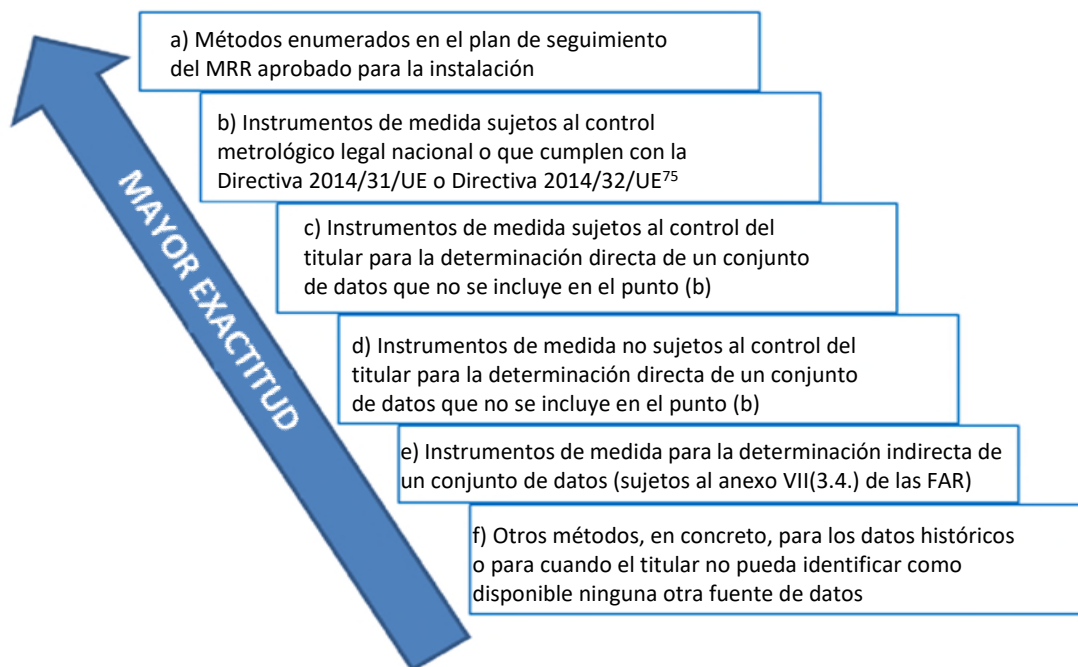 a) Métodos enumerados en el plan de seguimiento
del MRR aprobado para la instalación
b) Instrumentos de medida sujetos al control
metrológico legal nacional o que cumplen con la
Directiva 2014/31/UE o Directiva 2014/32/UE75
c) Instrumentos de medida sujetos al control del
titular para la determinación directa de un conjunto
de datos que no se incluye en el punto (b)
d) Instrumentos de medida no sujetos al control del
titular para la determinación directa de un conjunto
de datos que no se incluye en el punto (b)
e) Instrumentos de medida para la determinación indirecta de
un conjunto de datos (sujetos al anexo VII(3.4.) de las FAR)
f) Otros métodos, en concreto, para los datos históricos
o para cuando el titular no pueda identificar como
disponible ninguna otra fuente de datos
MAYOR EXACTITUD